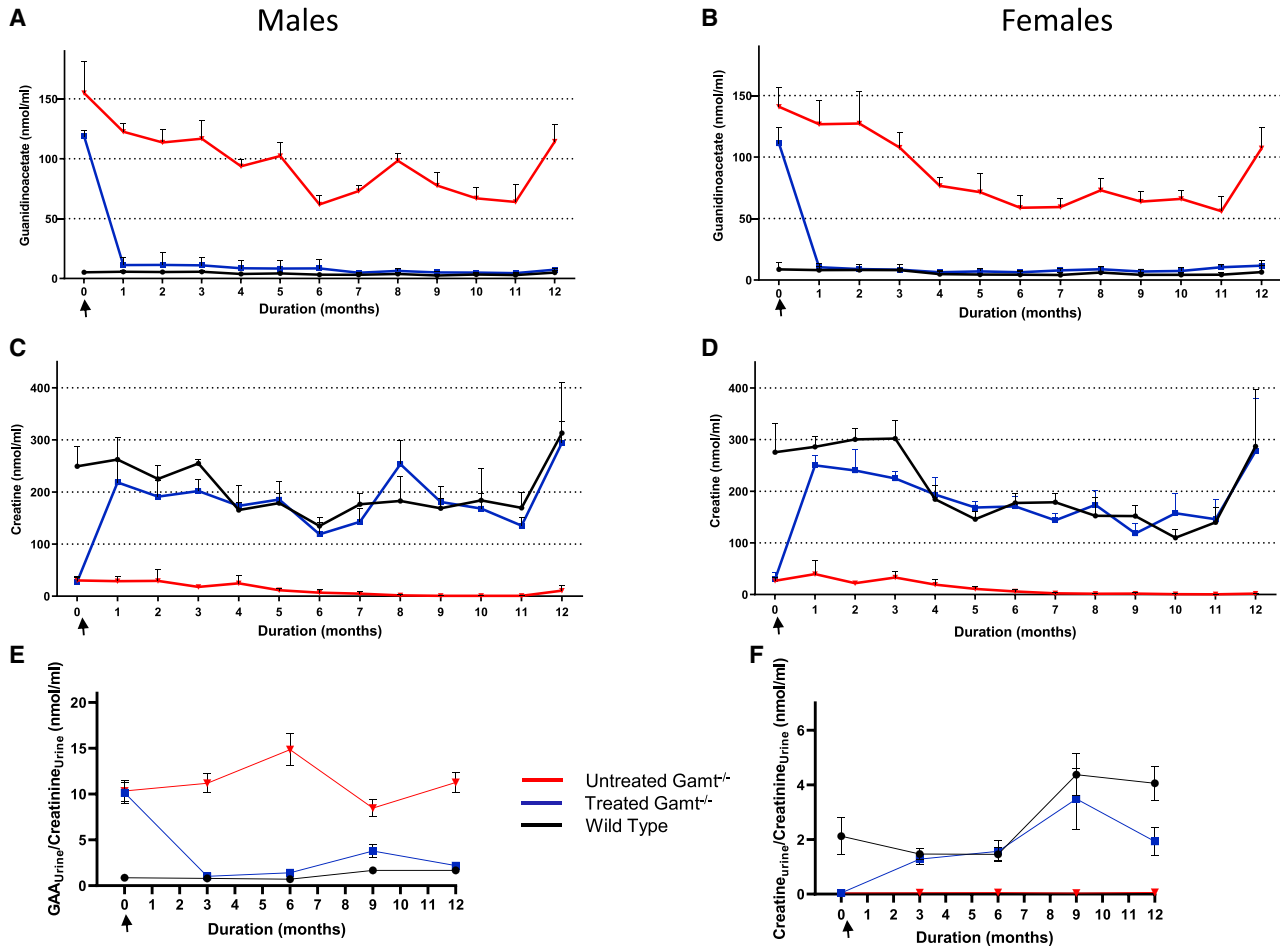 A
Males
B
Females
Guanidinoacetate (nmol/ml)
150
100
50
0
0 1 2 3 4 5 6 7 8 9 10 11 12
Duration (months)
Guanidinoacetate (nmol/ml)
150
100
50
0
0 1 2 3 4 5 6 7 8 9 10 11 12
Duration (months)
C
Creatine (nmol/ml)
400
300
200
100
0
0 1 2 3 4 5 6 7 8 9 10 11 12
Duration (months)
D
Creatine (nmol/ml)
400
300
200
100
0
0 1 2 3 4 5 6 7 8 9 10 11 12
Duration (months)
E
GAAUrine/CreatinineUrine (nmol/ml)
20
15
10
5
0
0 1 2 3 4 5 6 7 8 9 10 11 12
Duration (months)
Untreated Gamt-/-
Treated Gamt-/-
Wild Type
F
Creatineurine/CreatinineUrine (nmol/ml)
6
4
2
0
0 1 2 3 4 5 6 7 8 9 10 11 12
Duration (months)